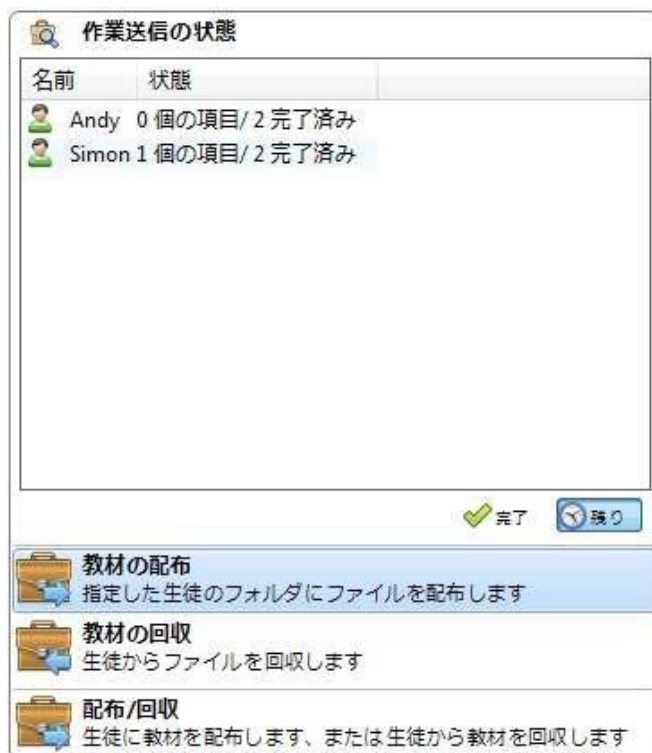 作業送信の状態
名前 状態
Andy 0 個の項目/ 2 完了済み
Simon 1 個の項目/ 2 完了済み
完了 残り
教材の配布
指定した生徒のフォルダにファイルを配布します
教材の回収
生徒からファイルを回収します
配布/回収
生徒に教材を配布します、または生徒から教材を回収します